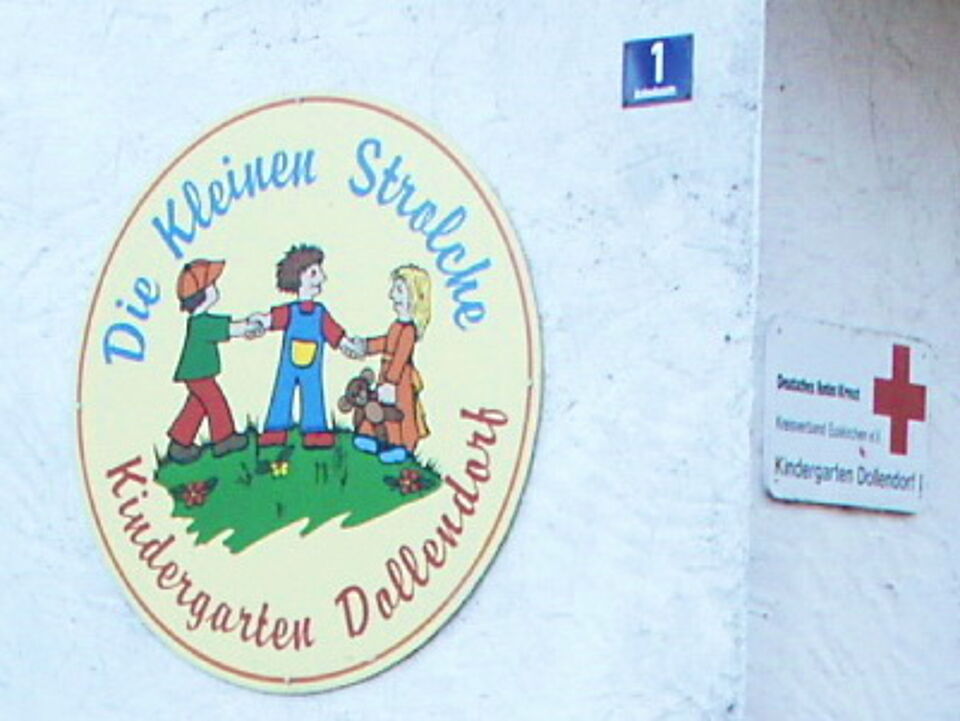 Die Kleinen Strolche
Kindergarten Dollendorf
1
Deutsches Rotes Kreuz
Kreisverband Euskirchen e.V.
Kindergarten Dollendorf